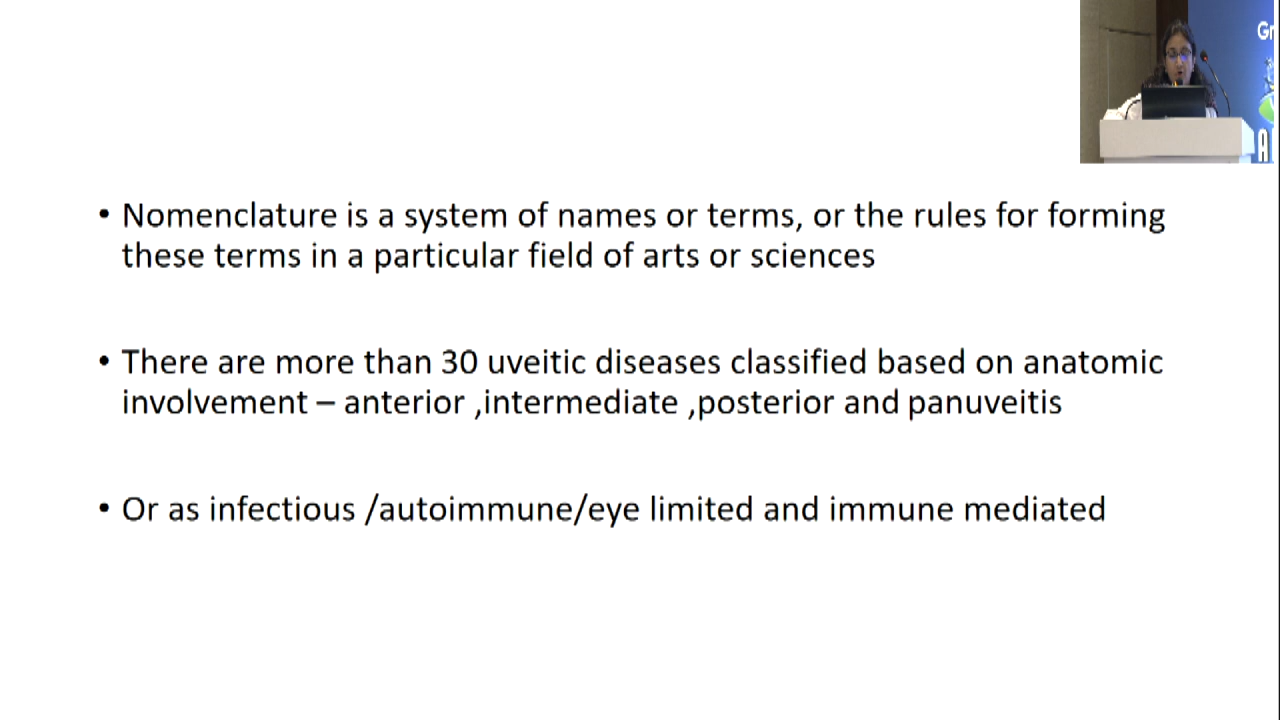 • Nomenclature is a system of names or terms, or the rules for forming
these terms in a particular field of arts or sciences
• There are more than 30 uveitic diseases classified based on anatomic
involvement – anterior ,intermediate ,posterior and panuveitis
• Or as infectious /autoimmune/eye limited and immune mediated
Gr
A